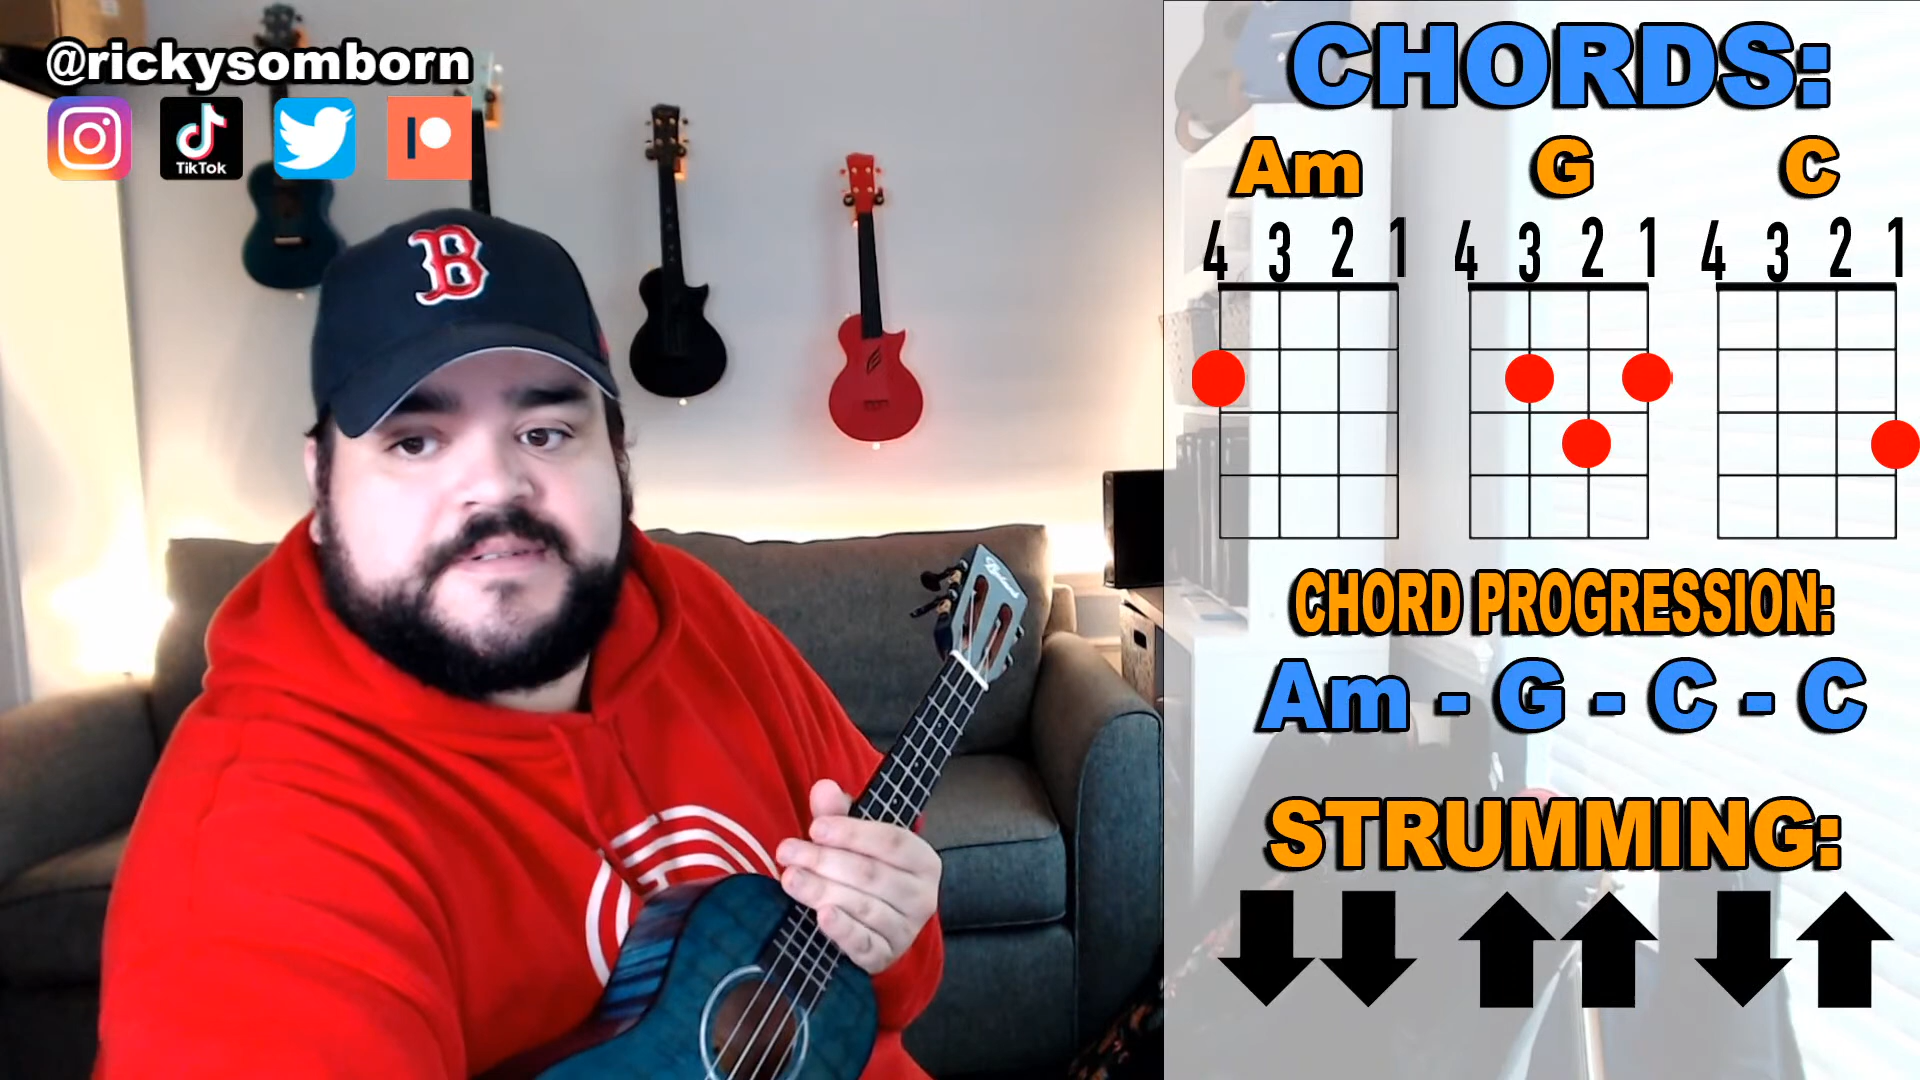 @rickysomborn
TikTok
B
CHORDS:
Am G C
4 3 2 1 4 3 2 1 4 3 2 1
CHORD PROGRESSION:
Am - G - C - C
STRUMMING: